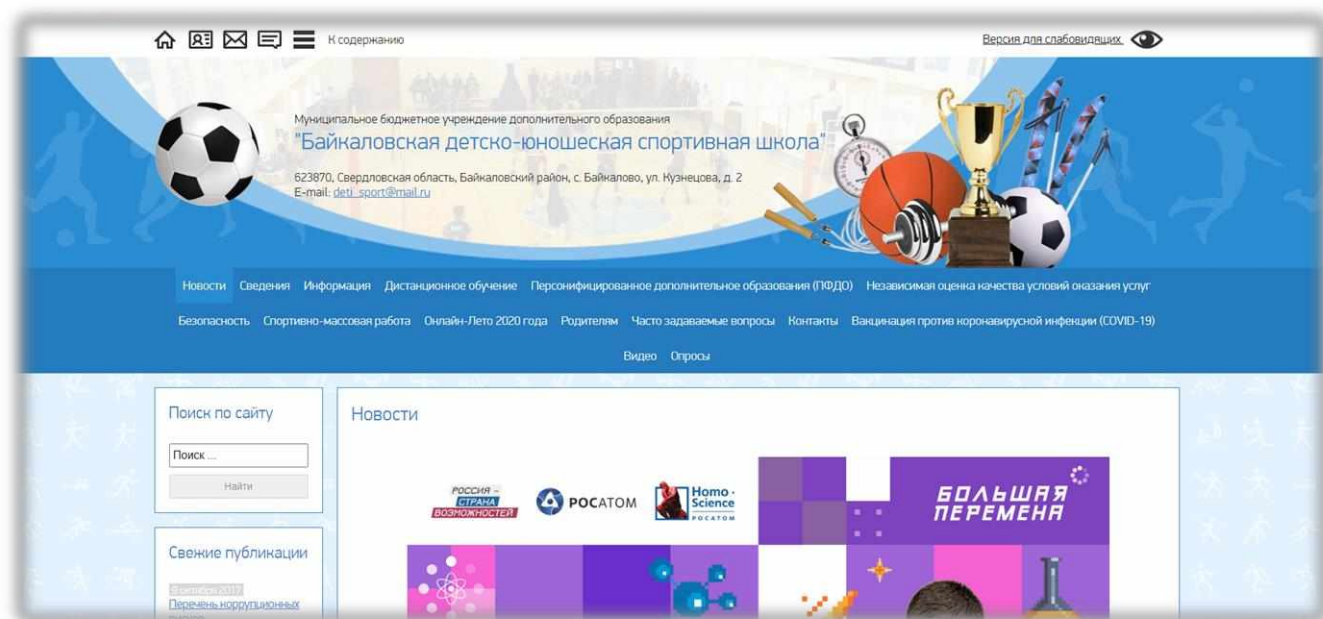 К содержанию
Версия для слабовидящих
Муниципальное бюджетное учреждение дополнительного образования
"Байкаловская детско-юношеская спортивная школа"
623870, Свердловская область, Байкаловский район, с. Байкалово, ул. Кузнецова, д. 2
E-mail: deti_sport@mail.ru
Новости Сведения Информация Дистанционное обучение Персонифицированное дополнительное образования (ПФДО) Независимая оценка качества условий оказания услуг
Безопасность Спортивно-массовая работа Онлайн-Лето 2020 года Родителям Часто задаваемые вопросы Контакты Вакцинация против коронавирусной инфекции (COVID-19)
Видео Опросы
Поиск по сайту
Поиск ...
Найти
Свежие публикации
9 октября 2017
Перечень коррупционных
Новости
РОССИЯ –
СТРАНА
ВОЗМОЖНОСТЕЙ
РОСАТОМ
Homo ·
Science
РОСАТОМ
БОЛЬШАЯ
ПЕРЕМЕНА